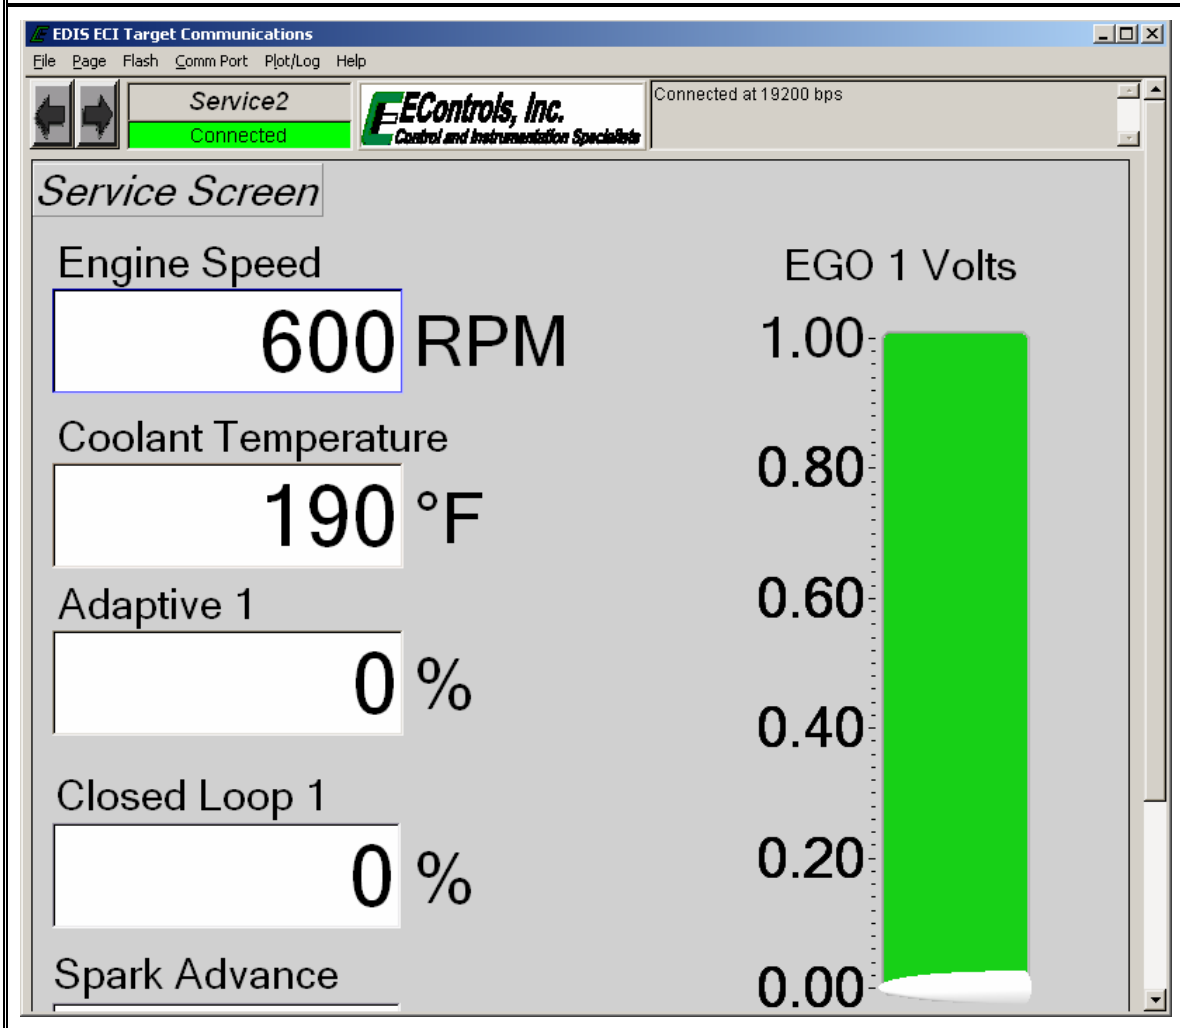 EDIS ECI Target Communications
File Page Flash Comm Port Plot/Log Help
Service2
Connected
EControls, Inc.
Control and Instrumentation Specialists
Connected at 19200 bps
Service Screen
Engine Speed
600 RPM
Coolant Temperature
190 °F
Adaptive 1
0 %
Closed Loop 1
0 %
Spark Advance
EGO 1 Volts
1.00
0.80
0.60
0.40
0.20
0.00